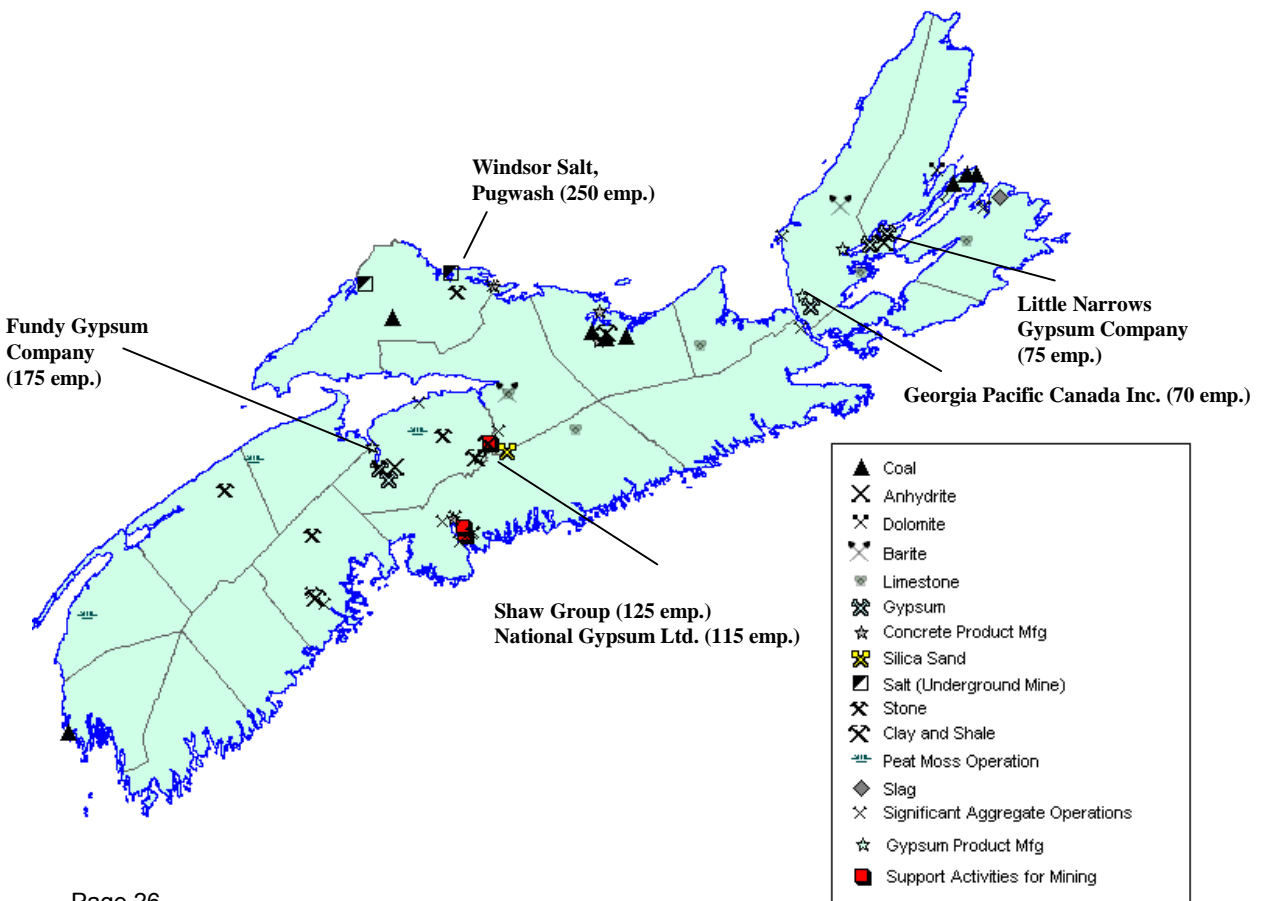 Windsor Salt,
Pugwash (250 emp.)
Fundy Gypsum
Company
(175 emp.)
Little Narrows
Gypsum Company
(75 emp.)
Georgia Pacific Canada Inc. (70 emp.)
Shaw Group (125 emp.)
National Gypsum Ltd. (115 emp.)
Coal
Anhydrite
Dolomite
Barite
Limestone
Gypsum
Concrete Product Mfg
Silica Sand
Salt (Underground Mine)
Stone
Clay and Shale
Peat Moss Operation
Slag
Significant Aggregate Operations
Gypsum Product Mfg
Support Activities for Mining
Page 26